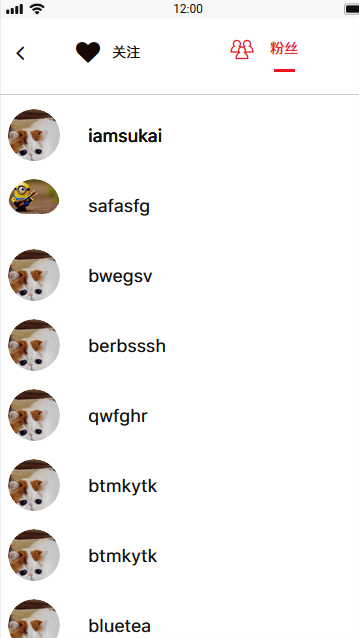 12:00
关注 粉丝
iamsukai
safasfg
bwegsv
berbsssh
qwfghr
btmkytk
btmkytk
bluetea